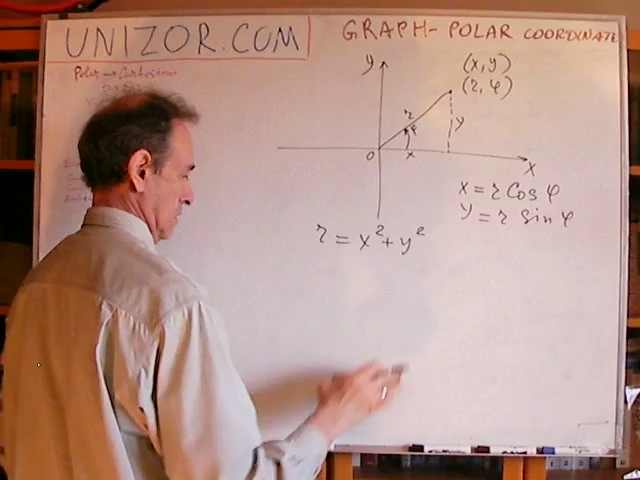 UNIZOR.COM
GRAPH- POLAR COORDINATE
Polar → Cartesian
y
(x, y)
(r, φ)
r
φ
y
0
x
X
x = r Cos φ
y = r Sin φ
r = x² + y²